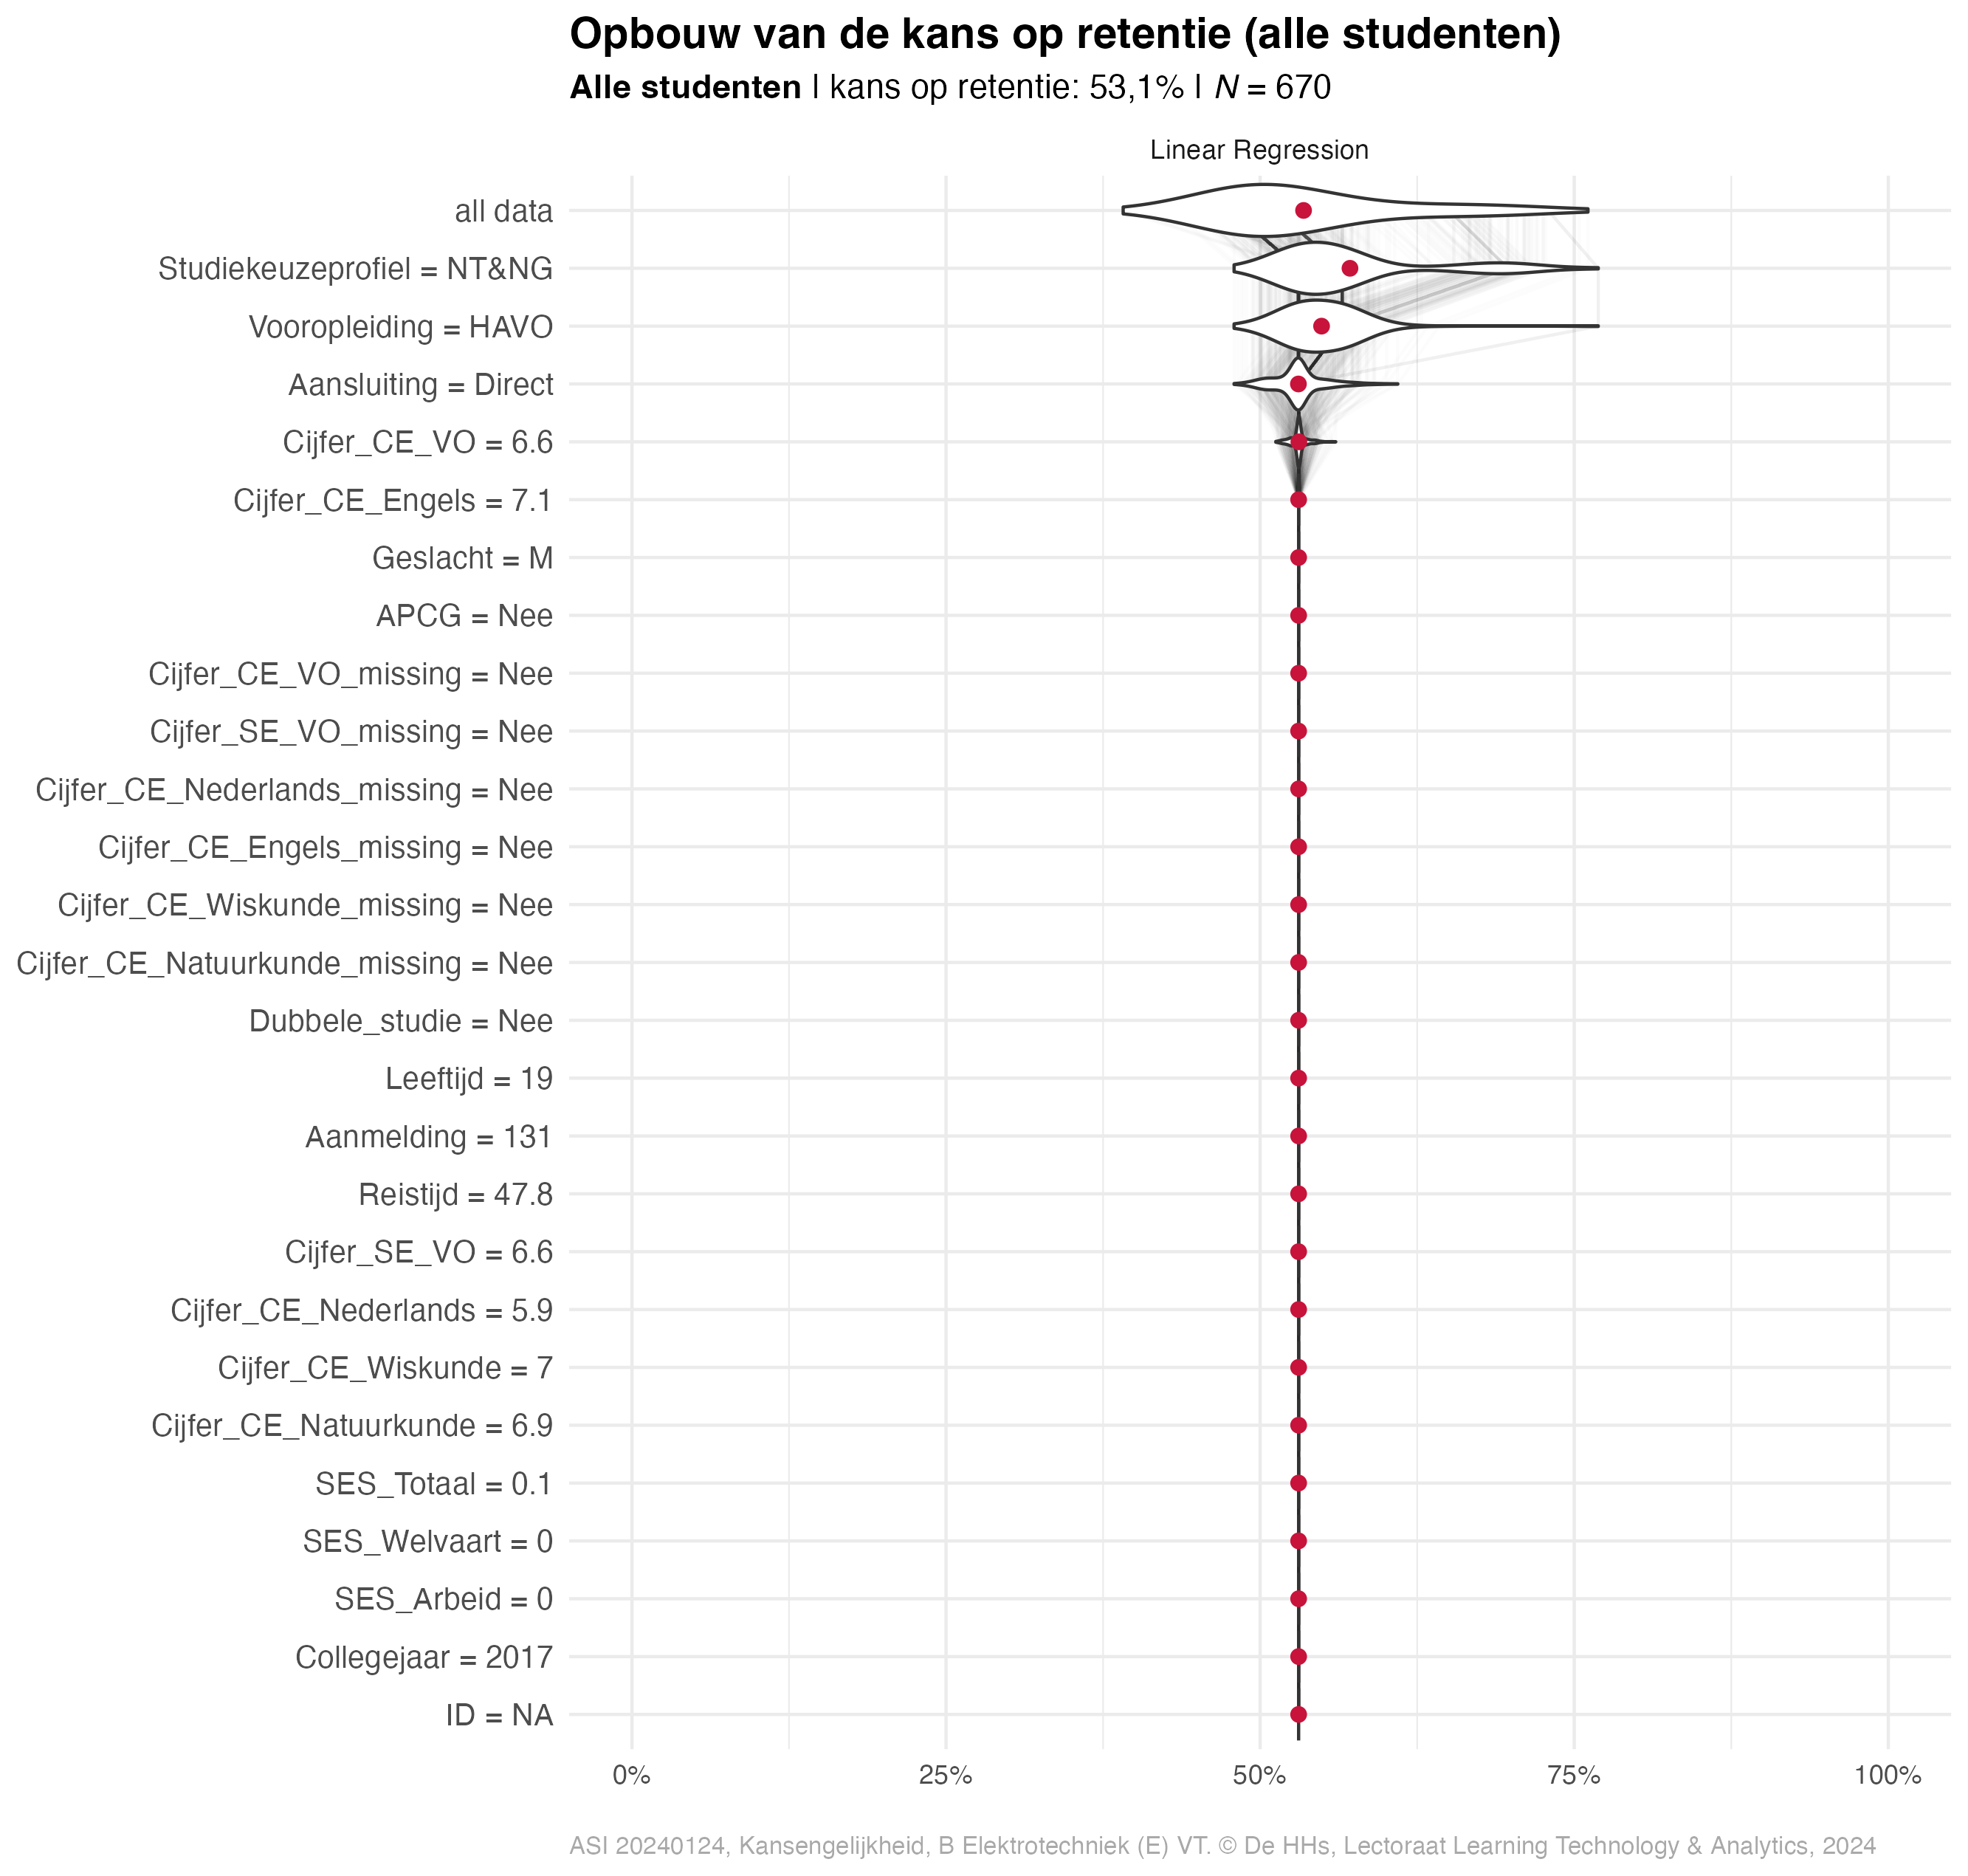 Opbouw van de kans op retentie (alle studenten)
Alle studenten | kans op retentie: 53,1% | N = 670
Linear Regression
all data
Studiekeuzeprofiel = NT&NG
Vooropleiding = HAVO
Aansluiting = Direct
Cijfer_CE_VO = 6.6
Cijfer_CE_Engels = 7.1
Geslacht = M
APCG = Nee
Cijfer_CE_VO_missing = Nee
Cijfer_SE_VO_missing = Nee
Cijfer_CE_Nederlands_missing = Nee
Cijfer_CE_Engels_missing = Nee
Cijfer_CE_Wiskunde_missing = Nee
Cijfer_CE_Natuurkunde_missing = Nee
Dubbele_studie = Nee
Leeftijd = 19
Aanmelding = 131
Reistijd = 47.8
Cijfer_SE_VO = 6.6
Cijfer_CE_Nederlands = 5.9
Cijfer_CE_Wiskunde = 7
Cijfer_CE_Natuurkunde = 6.9
SES_Totaal = 0.1
SES_Welvaart = 0
SES_Arbeid = 0
Collegejaar = 2017
ID = NA
0% 25% 50% 75% 100%
ASI 20240124, Kansengelijkheid, B Elektrotechniek (E) VT. © De HHs, Lectoraat Learning Technology & Analytics, 2024